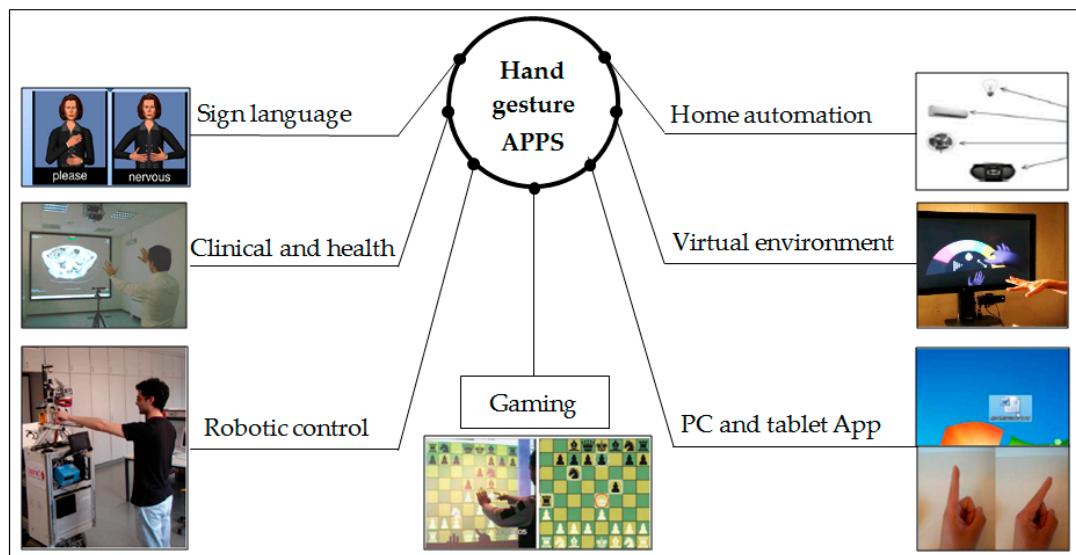 Hand
gesture
APPS
Sign language
please
nervous
Clinical and health
Robotic control
Gaming
Home automation
Virtual environment
PC and tablet App